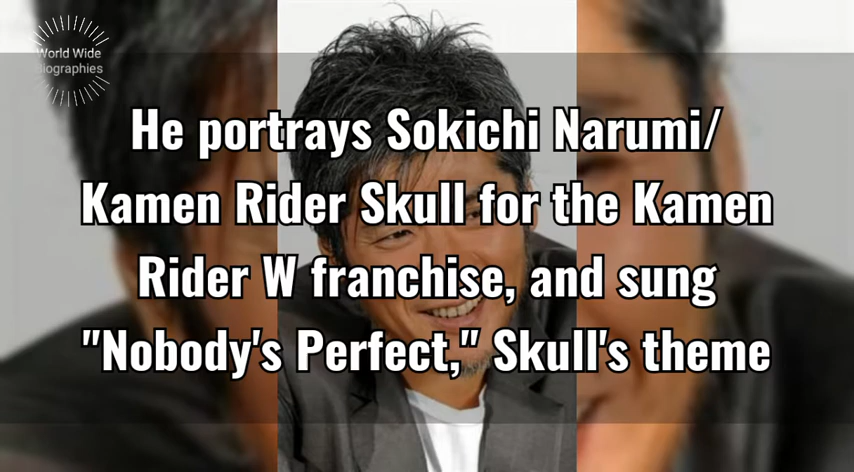 World Wide
Biographies
He portrays Sokichi Narumi/
Kamen Rider Skull for the Kamen
Rider W franchise, and sung
"Nobody's Perfect," Skull's theme